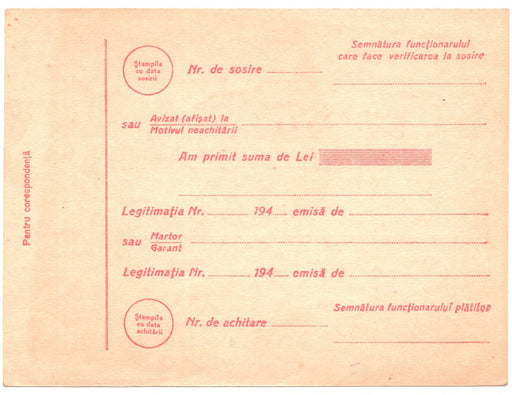 Pentru corespondență
Ștampila
cu data
sosirii
Nr. de sosire
Semnătura funcționarului
care face verificarea la sosire
sau Avizat (afișat) la
Motivul neachitării
Am primit suma de Lei
Legitimația Nr. 194 emisă de
sau Martor
Garant
Legitimația Nr. 194 emisă de
Ștampila
cu data
achitării
Nr. de achitare
Semnătura funcționarului plătitor